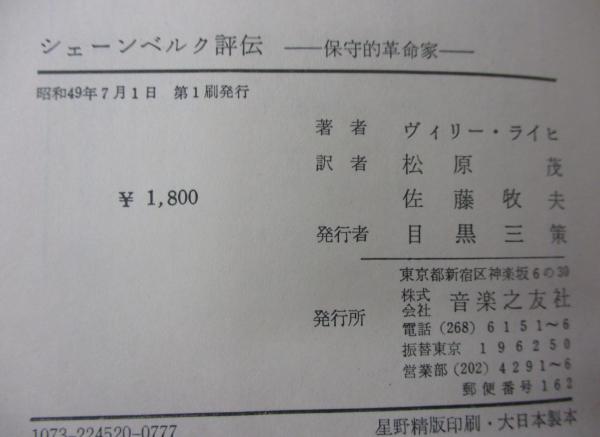 シェーンベルク評伝 ――保守的革命家――
昭和49年7月1日 第1刷発行
著者 ヴィリー・ライヒ
訳者 松原茂
佐藤牧夫
¥ 1,800
発行者 目黒三策
東京都新宿区神楽坂6の30
発行所 株式会社 音楽之友社
電話(268)6151〜6
振替東京 196250
営業部(202)4291〜6
郵便番号162
1073-224520-0777
星野精版印刷・大日本製本